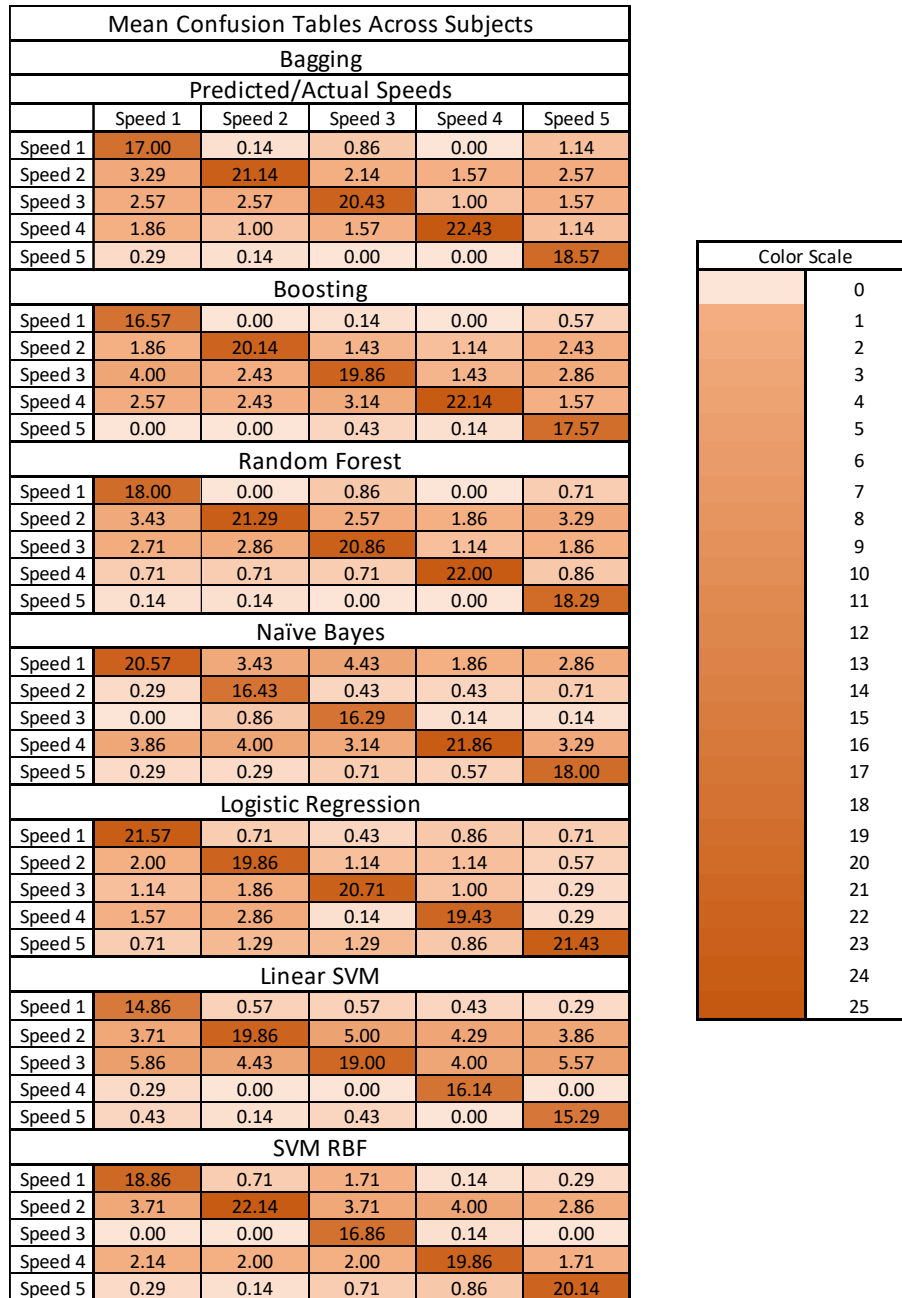 Mean Confusion Tables Across Subjects
Bagging
Predicted/Actual Speeds
Speed 1 Speed 2 Speed 3 Speed 4 Speed 5
Speed 1 17.00 0.14 0.86 0.00 1.14
Speed 2 3.29 21.14 2.14 1.57 2.57
Speed 3 2.57 2.57 20.43 1.00 1.57
Speed 4 1.86 1.00 1.57 22.43 1.14
Speed 5 0.29 0.14 0.00 0.00 18.57
Boosting
Speed 1 16.57 0.00 0.14 0.00 0.57
Speed 2 1.86 20.14 1.43 1.14 2.43
Speed 3 4.00 2.43 19.86 1.43 2.86
Speed 4 2.57 2.43 3.14 22.14 1.57
Speed 5 0.00 0.00 0.43 0.14 17.57
Random Forest
Speed 1 18.00 0.00 0.86 0.00 0.71
Speed 2 3.43 21.29 2.57 1.86 3.29
Speed 3 2.71 2.86 20.86 1.14 1.86
Speed 4 0.71 0.71 0.71 22.00 0.86
Speed 5 0.14 0.14 0.00 0.00 18.29
Naïve Bayes
Speed 1 20.57 3.43 4.43 1.86 2.86
Speed 2 0.29 16.43 0.43 0.43 0.71
Speed 3 0.00 0.86 16.29 0.14 0.14
Speed 4 3.86 4.00 3.14 21.86 3.29
Speed 5 0.29 0.29 0.71 0.57 18.00
Logistic Regression
Speed 1 21.57 0.71 0.43 0.86 0.71
Speed 2 2.00 19.86 1.14 1.14 0.57
Speed 3 1.14 1.86 20.71 1.00 0.29
Speed 4 1.57 2.86 0.14 19.43 0.29
Speed 5 0.71 1.29 1.29 0.86 21.43
Linear SVM
Speed 1 14.86 0.57 0.57 0.43 0.29
Speed 2 3.71 19.86 5.00 4.29 3.86
Speed 3 5.86 4.43 19.00 4.00 5.57
Speed 4 0.29 0.00 0.00 16.14 0.00
Speed 5 0.43 0.14 0.43 0.00 15.29
SVM RBF
Speed 1 18.86 0.71 1.71 0.14 0.29
Speed 2 3.71 22.14 3.71 4.00 2.86
Speed 3 0.00 0.00 16.86 0.14 0.00
Speed 4 2.14 2.00 2.00 19.86 1.71
Speed 5 0.29 0.14 0.71 0.86 20.14
Color Scale
0
1
2
3
4
5
6
7
8
9
10
11
12
13
14
15
16
17
18
19
20
21
22
23
24
25